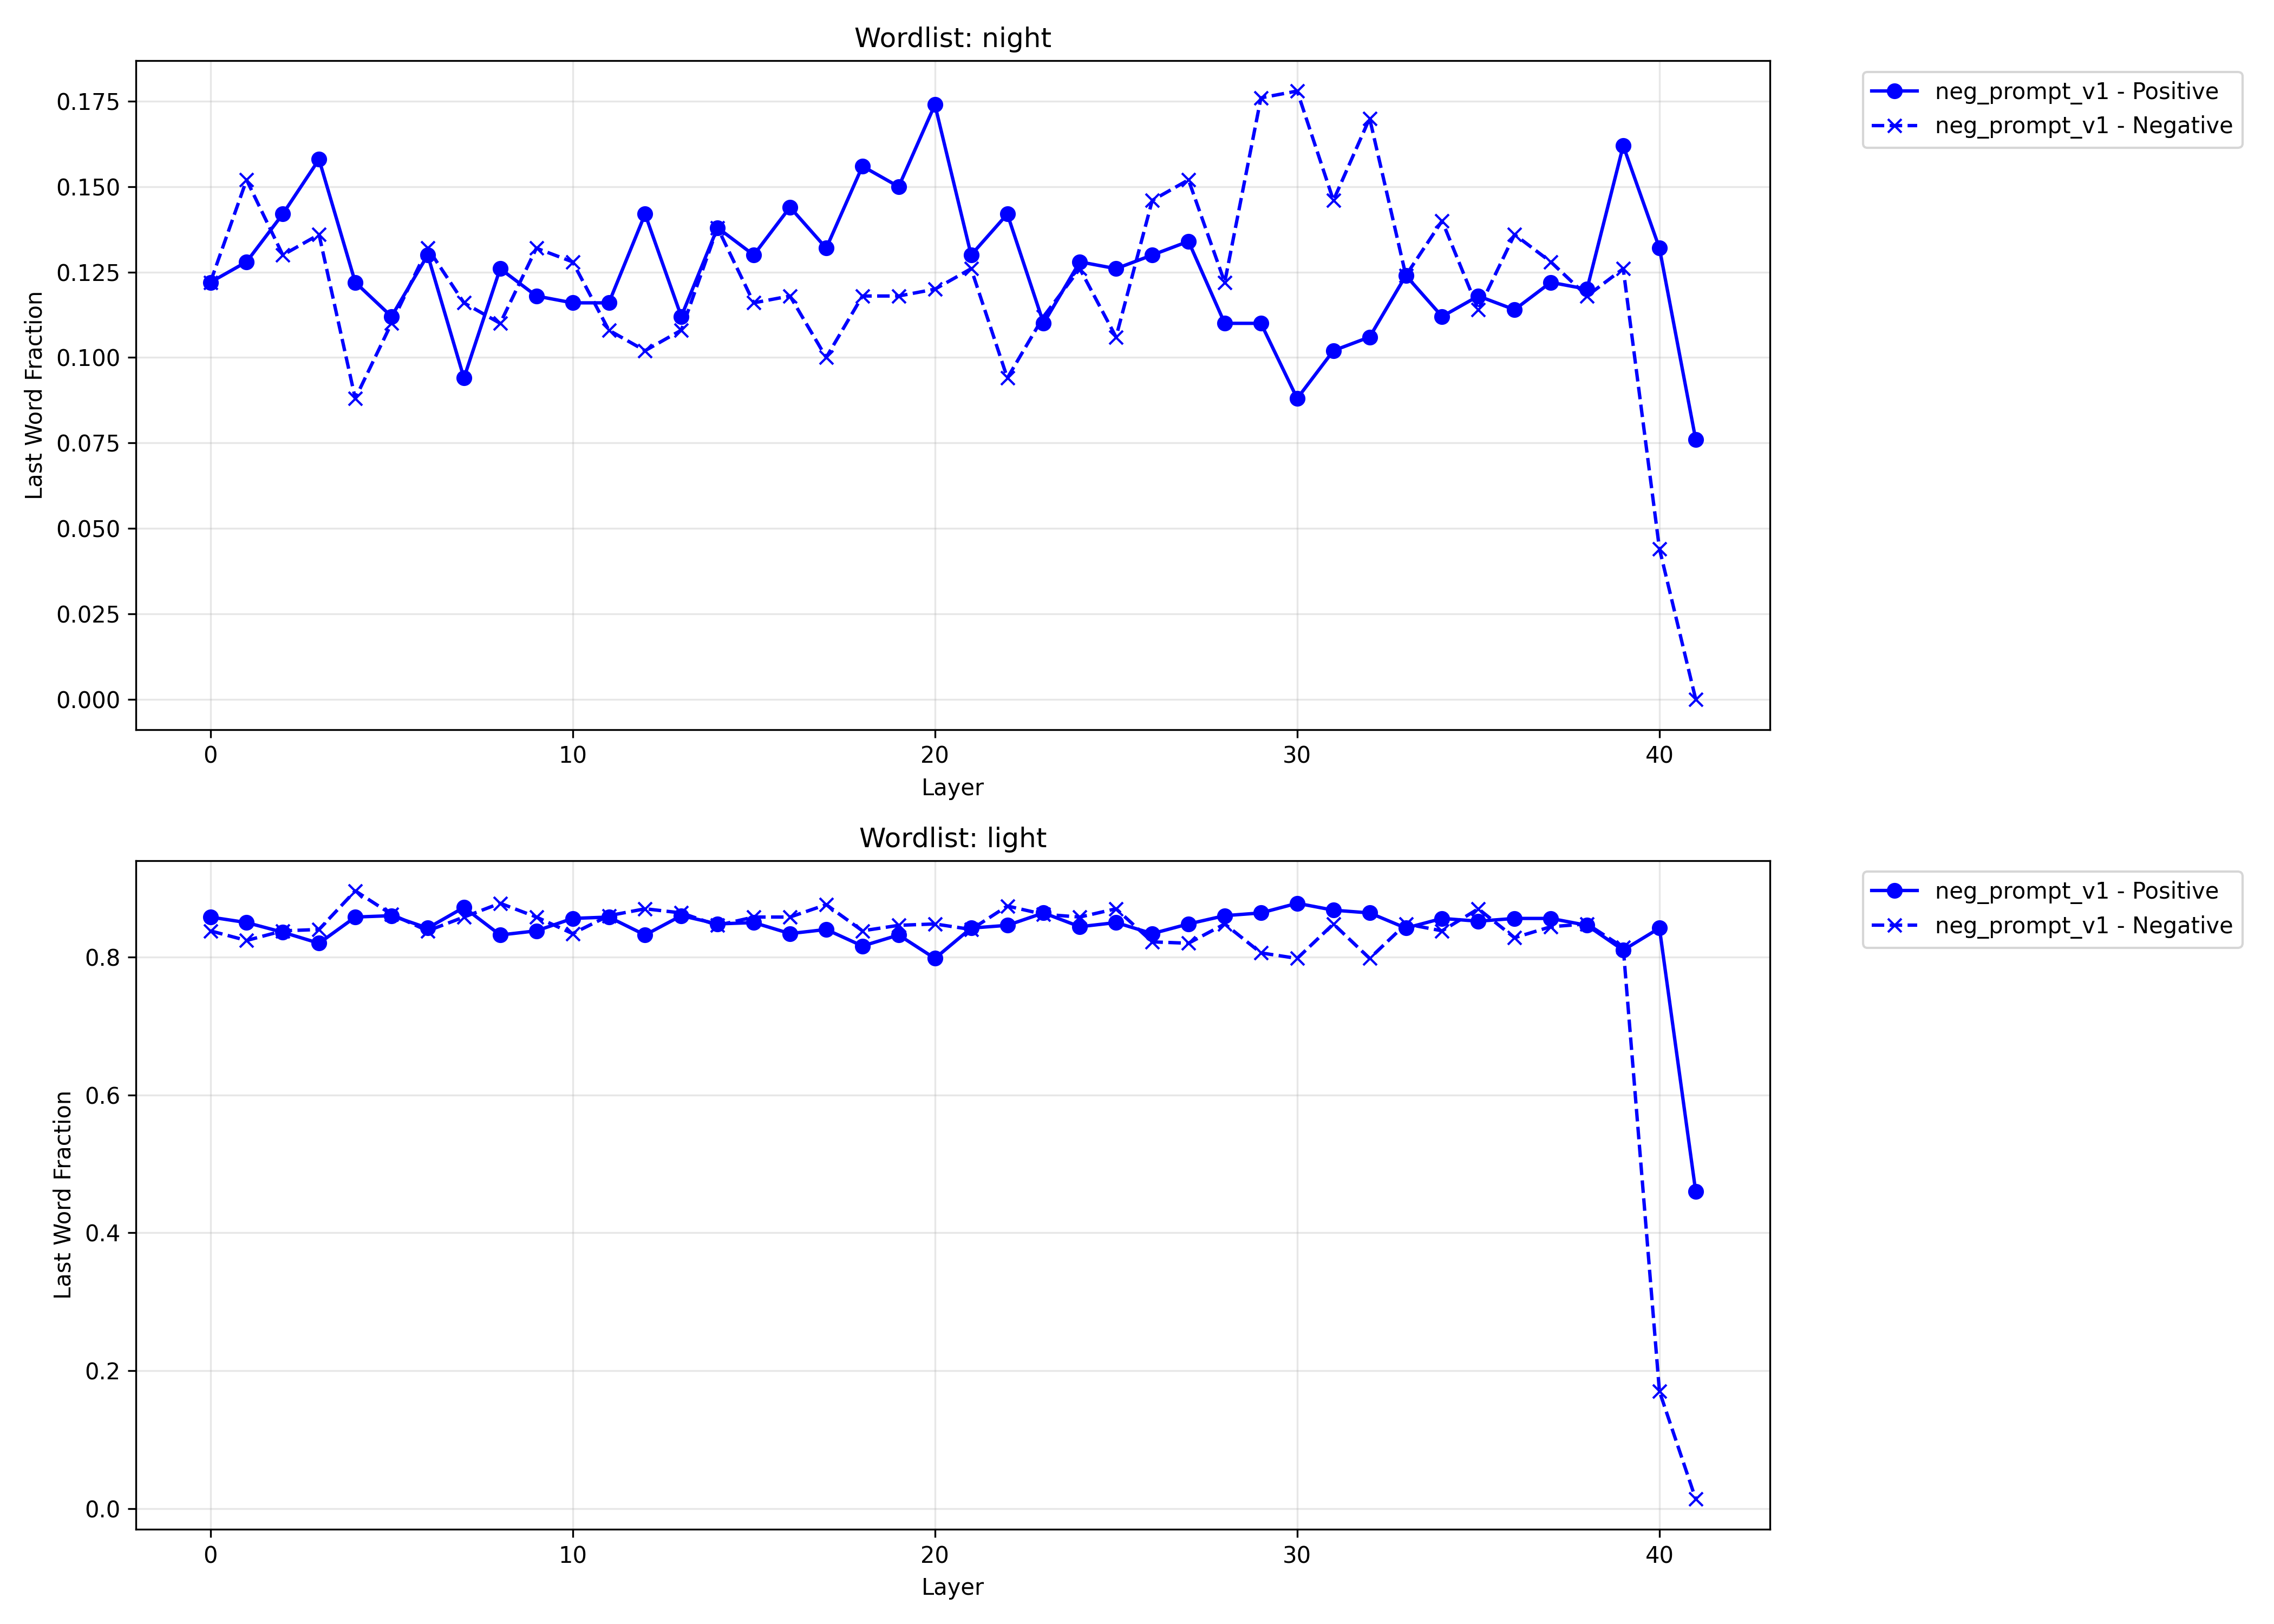 Wordlist: night
neg_prompt_v1 - Positive
neg_prompt_v1 - Negative
Last Word Fraction
0.175
0.150
0.125
0.100
0.075
0.050
0.025
0.000
0 10 20 30 40
Layer
Wordlist: light
neg_prompt_v1 - Positive
neg_prompt_v1 - Negative
Last Word Fraction
0.8
0.6
0.4
0.2
0.0
0 10 20 30 40
Layer